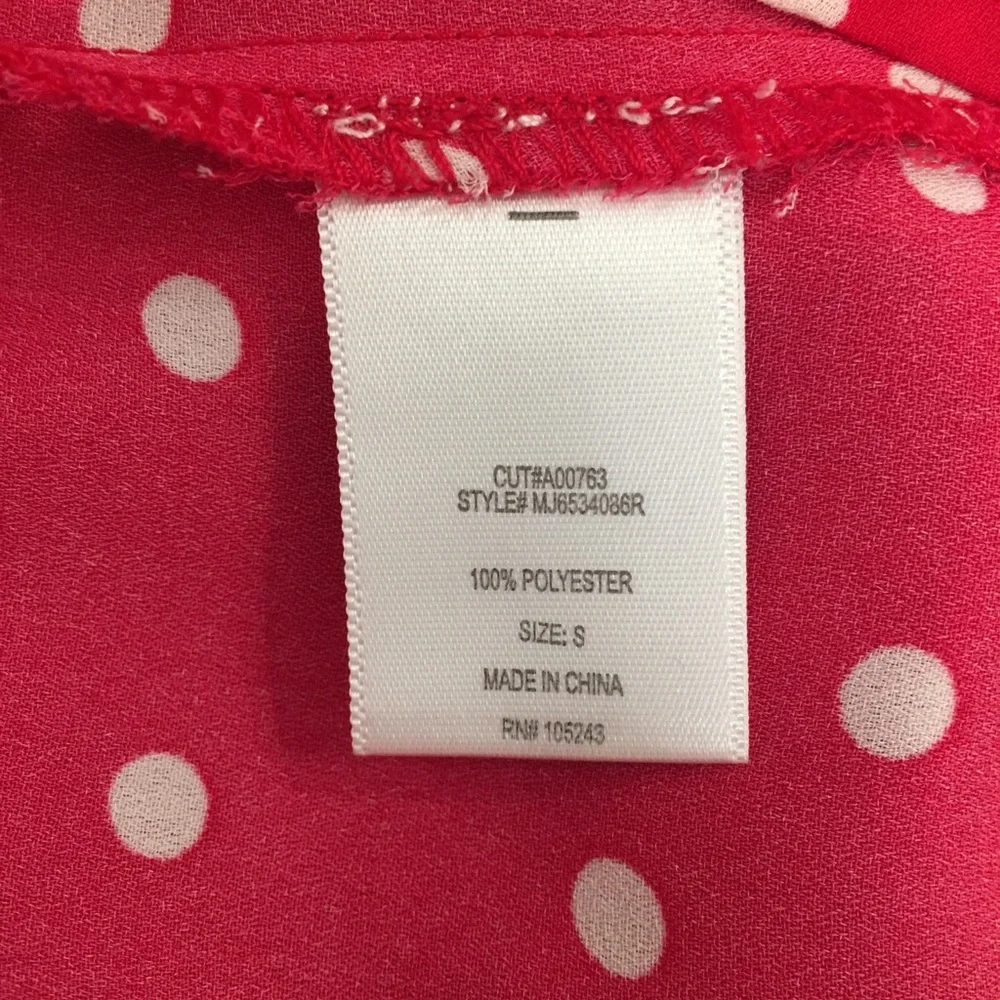 CUT#A00763
STYLE# MJ6534086R
100% POLYESTER
SIZE: S
MADE IN CHINA
RN# 105243